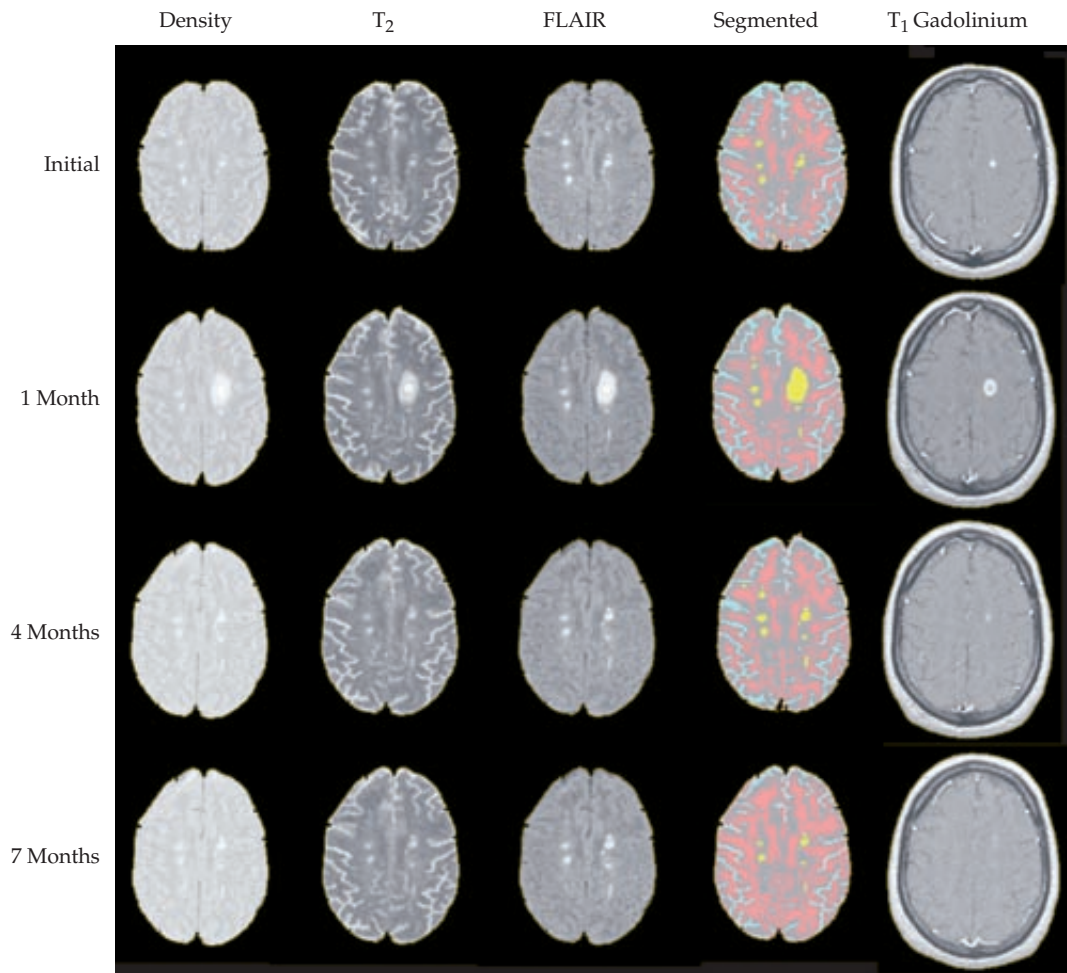 Density T₂ FLAIR Segmented T₁ Gadolinium
Initial
1 Month
4 Months
7 Months